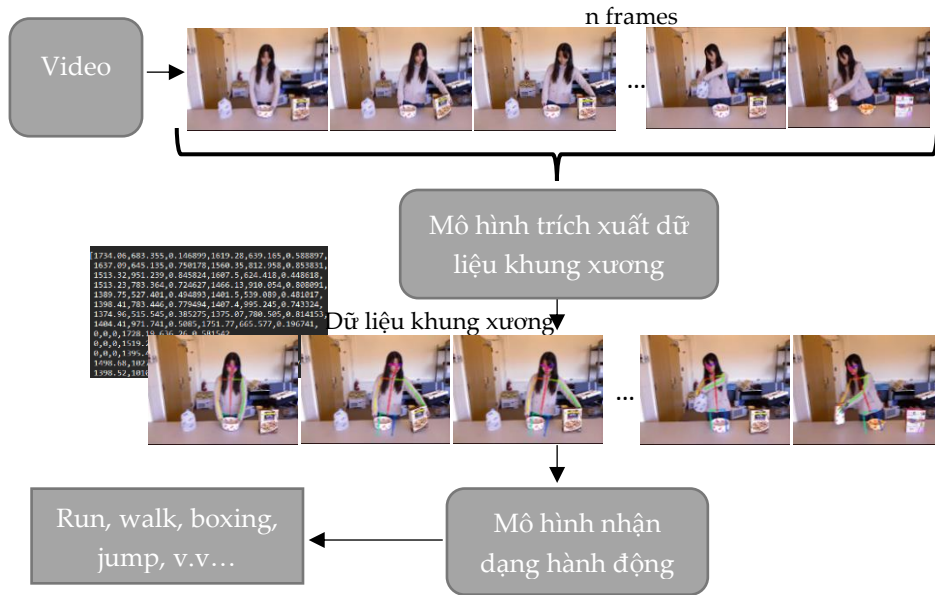 n frames
Video
...
Mô hình trích xuất dữ
liệu khung xương
[1734.06,683.355,0.146899,1619.28,639.165,0.588897,
1637.09,645.135,0.750178,1560.35,812.958,0.853831,
1513.32,951.239,0.845824,1607.5,624.418,0.448618,
1513.23,783.364,0.724627,1466.13,910.054,0.808091,
1389.75,527.401,0.494893,1401.5,539.089,0.481017,
1398.41,783.446,0.779494,1407.4,995.245,0.743324,
1374.96,515.545,0.385275,1375.07,780.505,0.814153,
1404.41,971.741,0.5085,1751.77,665.577,0.196741,
Dữ liệu khung xương
...
Mô hình nhận
dạng hành động
Run, walk, boxing,
jump, v.v...